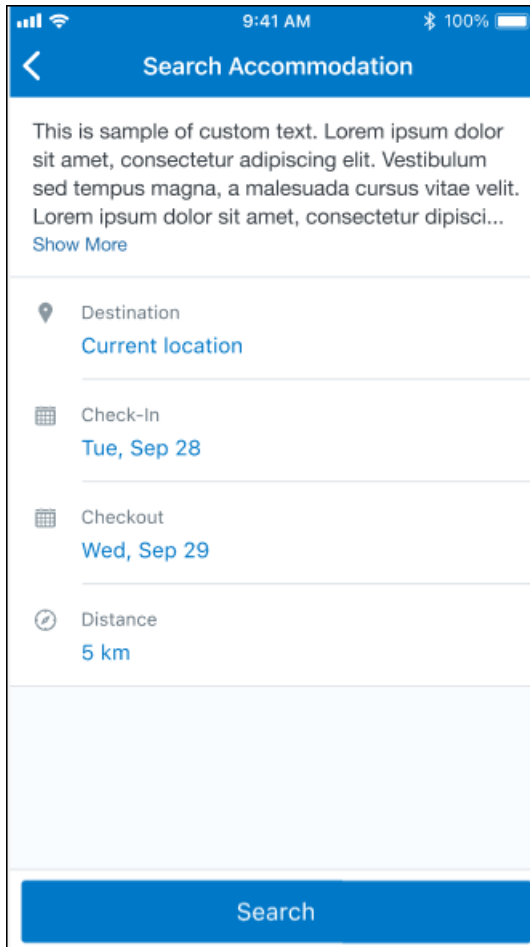 9:41 AM
100%
Search Accommodation
This is sample of custom text. Lorem ipsum dolor
sit amet, consectetur adipiscing elit. Vestibulum
sed tempus magna, a malesuada cursus vitae velit.
Lorem ipsum dolor sit amet, consectetur dipisci...
Show More
Destination
Current location
Check-In
Tue, Sep 28
Checkout
Wed, Sep 29
Distance
5 km
Search